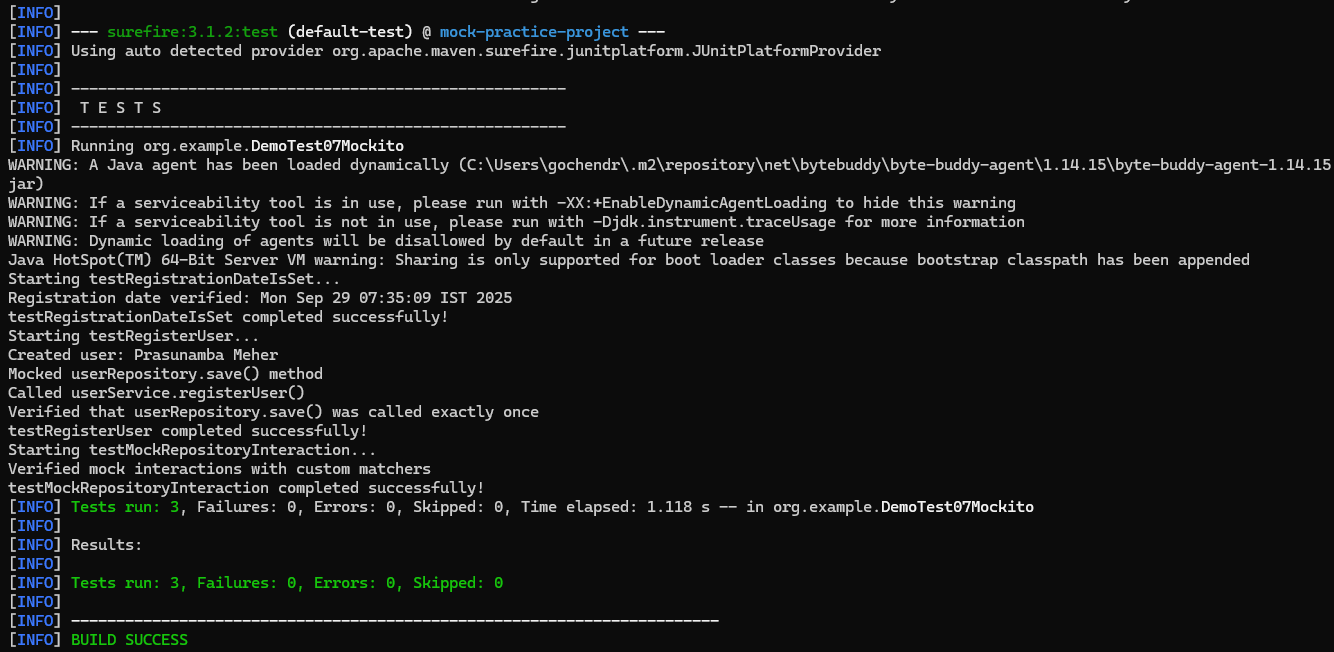 [INFO]
[INFO] --- surefire:3.1.2:test (default-test) @ mock-practice-project ---
[INFO] Using auto detected provider org.apache.maven.surefire.junitplatform.JUnitPlatformProvider
[INFO]
[INFO] -------------------------------------------------------
[INFO]  T E S T S
[INFO] -------------------------------------------------------
[INFO] Running org.example.DemoTest07Mockito
WARNING: A Java agent has been loaded dynamically (C:\Users\gochendr\.m2\repository\net\bytebuddy\byte-buddy-agent\1.14.15\byte-buddy-agent-1.14.15
jar)
WARNING: If a serviceability tool is in use, please run with -XX:+EnableDynamicAgentLoading to hide this warning
WARNING: If a serviceability tool is not in use, please run with -Djdk.instrument.traceUsage for more information
WARNING: Dynamic loading of agents will be disallowed by default in a future release
Java HotSpot(TM) 64-Bit Server VM warning: Sharing is only supported for boot loader classes because bootstrap classpath has been appended
Starting testRegistrationDateIsSet...
Registration date verified: Mon Sep 29 07:35:09 IST 2025
testRegistrationDateIsSet completed successfully!
Starting testRegisterUser...
Created user: Prasunamba Meher
Mocked userRepository.save() method
Called userService.registerUser()
Verified that userRepository.save() was called exactly once
testRegisterUser completed successfully!
Starting testMockRepositoryInteraction...
Verified mock interactions with custom matchers
testMockRepositoryInteraction completed successfully!
[INFO] Tests run: 3, Failures: 0, Errors: 0, Skipped: 0, Time elapsed: 1.118 s -- in org.example.DemoTest07Mockito
[INFO]
[INFO] Results:
[INFO]
[INFO] Tests run: 3, Failures: 0, Errors: 0, Skipped: 0
[INFO]
[INFO] ------------------------------------------------------------------------
[INFO] BUILD SUCCESS